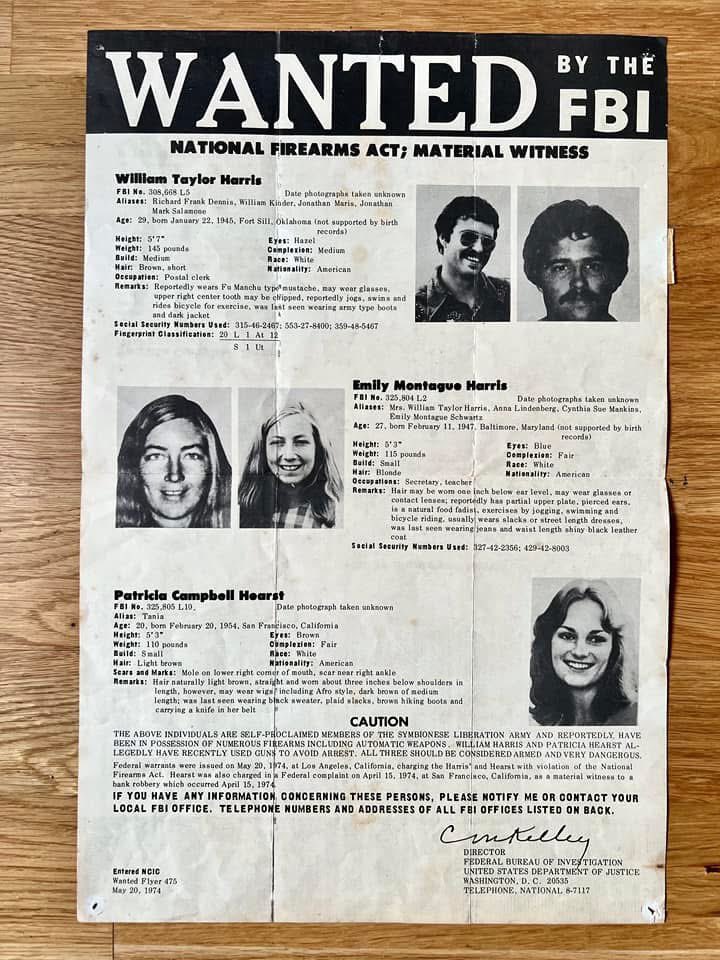 WANTED BY THE FBI
NATIONAL FIREARMS ACT; MATERIAL WITNESS
William Taylor Harris
FBI No. 308,668 L5 Date photographs taken unknown
Aliases: Richard Frank Dennis, William Kinder, Jonathan Maris, Jonathan
Mark Salamone
Age: 29, born January 22, 1945, Fort Sill, Oklahoma (not supported by birth
records)
Height: 5'7" Eyes: Hazel
Weight: 145 pounds Complexion: Medium
Build: Medium Race: White
Hair: Brown, short Nationality: American
Occupation: Postal clerk
Remarks: Reportedly wears Fu Manchu type mustache, may wear glasses,
upper right center tooth may be chipped, reportedly jogs, swims and
rides bicycle for exercise, was last seen wearing army type boots
and dark jacket
Social Security Numbers Used: 315-46-2467; 553-27-8400; 359-48-5467
Fingerprint Classification: 20 L 1 At 12
S 1 Ut
Emily Montague Harris
FBI No. 325,804 L2 Date photographs taken unknown
Aliases: Mrs. William Taylor Harris, Anna Lindenberg, Cynthia Sue Mankins,
Emily Montague Schwartz
Age: 27, born February 11, 1947, Baltimore, Maryland (not supported by birth
records)
Height: 5'3" Eyes: Blue
Weight: 115 pounds Complexion: Fair
Build: Small Race: White
Hair: Blonde Nationality: American
Occupations: Secretary, teacher
Remarks: Hair may be worn one inch below ear level, may wear glasses or
contact lenses; reportedly has partial upper plate, pierced ears,
is a natural food fadist, exercises by jogging, swimming and
bicycle riding, usually wears slacks or street length dresses,
was last seen wearing jeans and waist length shiny black leather
coat
Social Security Numbers Used: 327-42-2356; 429-42-8003
Patricia Campbell Hearst
FBI No. 325,805 L10 Date photograph taken unknown
Alias: Tania
Age: 20, born February 20, 1954, San Francisco, California
Height: 5'3" Eyes: Brown
Weight: 110 pounds Complexion: Fair
Build: Small Race: White
Hair: Light brown Nationality: American
Scars and Marks: Mole on lower right corner of mouth, scar near right ankle
Remarks: Hair naturally light brown, straight and worn about three inches below shoulders in
length, however, may wear wigs including Afro style, dark brown of medium
length; was last seen wearing black sweater, plaid slacks, brown hiking boots and
carrying a knife in her belt
CAUTION
THE ABOVE INDIVIDUALS ARE SELF-PROCLAIMED MEMBERS OF THE SYMBIONESE LIBERATION ARMY AND REPORTEDLY HAVE
BEEN IN POSSESSION OF NUMEROUS FIREARMS INCLUDING AUTOMATIC WEAPONS. WILLIAM HARRIS AND PATRICIA HEARST AL-
LEGEDLY HAVE RECENTLY USED GUNS TO AVOID ARREST. ALL THREE SHOULD BE CONSIDERED ARMED AND VERY DANGEROUS.
Federal warrants were issued on May 20, 1974, at Los Angeles, California, charging the Harris' and Hearst with violation of the National
Firearms Act. Hearst was also charged in a Federal complaint on April 15, 1974, at San Francisco, California, as a material witness to a
bank robbery which occurred April 15, 1974.
IF YOU HAVE ANY INFORMATION CONCERNING THESE PERSONS, PLEASE NOTIFY ME OR CONTACT YOUR
LOCAL FBI OFFICE. TELEPHONE NUMBERS AND ADDRESSES OF ALL FBI OFFICES LISTED ON BACK.
CMKelley
DIRECTOR
FEDERAL BUREAU OF INVESTIGATION
UNITED STATES DEPARTMENT OF JUSTICE
WASHINGTON, D. C. 20535
TELEPHONE, NATIONAL 8-7117
Entered NCIC
Wanted Flyer 475
May 20, 1974